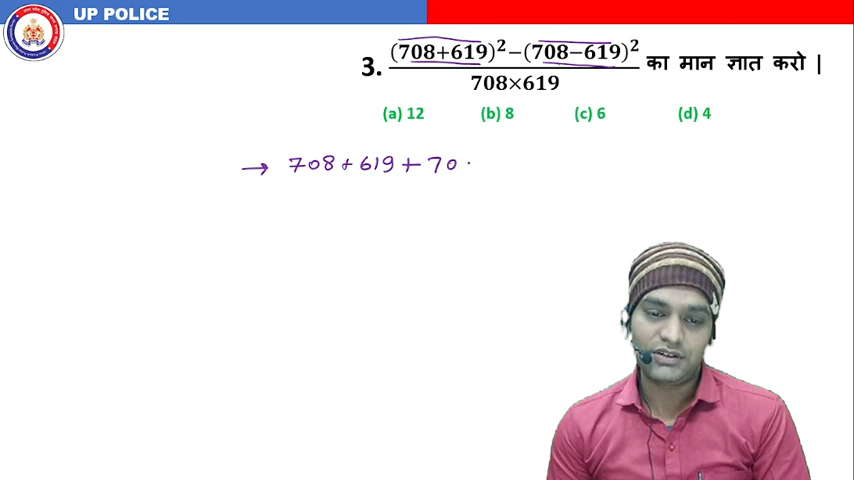 UP POLICE
3. (708+619)²−(708−619)² / 708×619 का मान ज्ञात करो |
(a) 12 (b) 8 (c) 6 (d) 4
→ 708+619+70